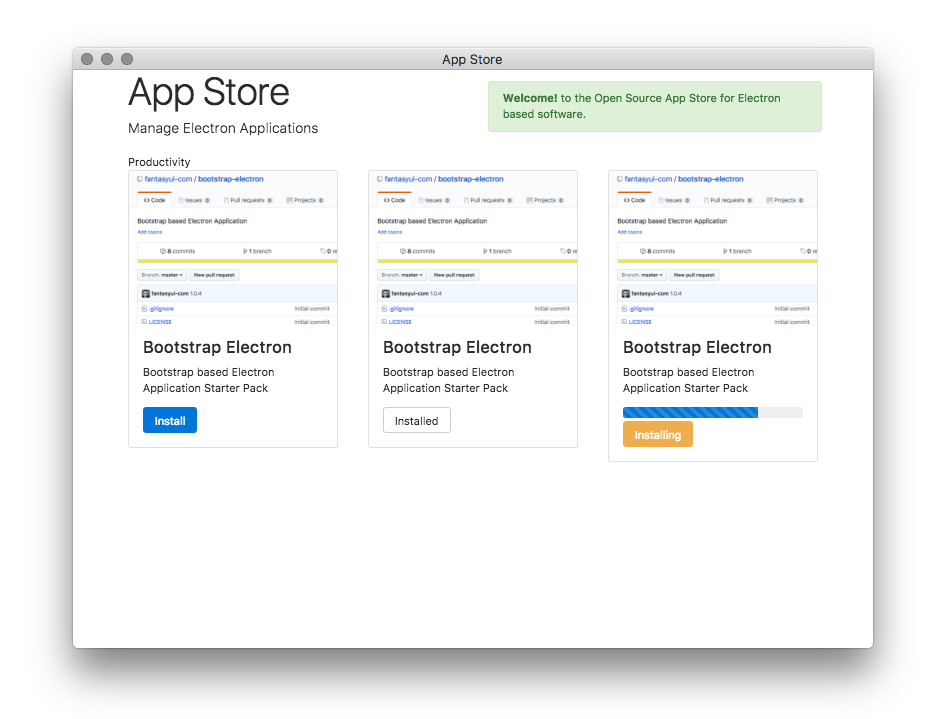 App Store
App Store
Manage Electron Applications
Welcome! to the Open Source App Store for Electron
based software.
Productivity
fantasyui-com / bootstrap-electron
Code Issues 0 Pull requests 0 Projects 0
Bootstrap based Electron Application
Add topics
8 commits 1 branch 0 re
Branch: master New pull request
fantasyui-com 1.0.4
.gitignore Initial commit
LICENSE Initial commit
Bootstrap Electron
Bootstrap based Electron
Application Starter Pack
Install
fantasyui-com / bootstrap-electron
Code Issues 0 Pull requests 0 Projects 0
Bootstrap based Electron Application
Add topics
8 commits 1 branch 0 re
Branch: master New pull request
fantasyui-com 1.0.4
.gitignore Initial commit
LICENSE Initial commit
Bootstrap Electron
Bootstrap based Electron
Application Starter Pack
Installed
fantasyui-com / bootstrap-electron
Code Issues 0 Pull requests 0 Projects 0
Bootstrap based Electron Application
Add topics
8 commits 1 branch 0 re
Branch: master New pull request
fantasyui-com 1.0.4
.gitignore Initial commit
LICENSE Initial commit
Bootstrap Electron
Bootstrap based Electron
Application Starter Pack
Installing